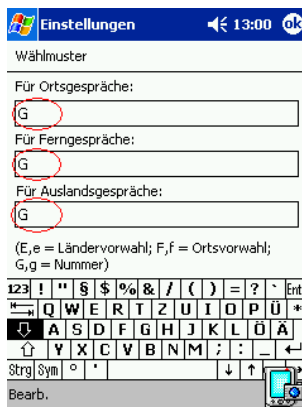 Einstellungen 13:00 ok
Wählmuster
Für Ortsgespräche:
G
Für Ferngespräche:
G
Für Auslandsgespräche:
G
(E,e = Ländervorwahl; F,f = Ortsvorwahl;
G,g = Nummer)
123 ! " § $ % & / ( ) = ? ` Ent
Q W E R T Z U I O P Ü *
A S D F G H J K L Ö Ä
Y X C V B N M ; : _
Strg Sym ° '
Bearb.